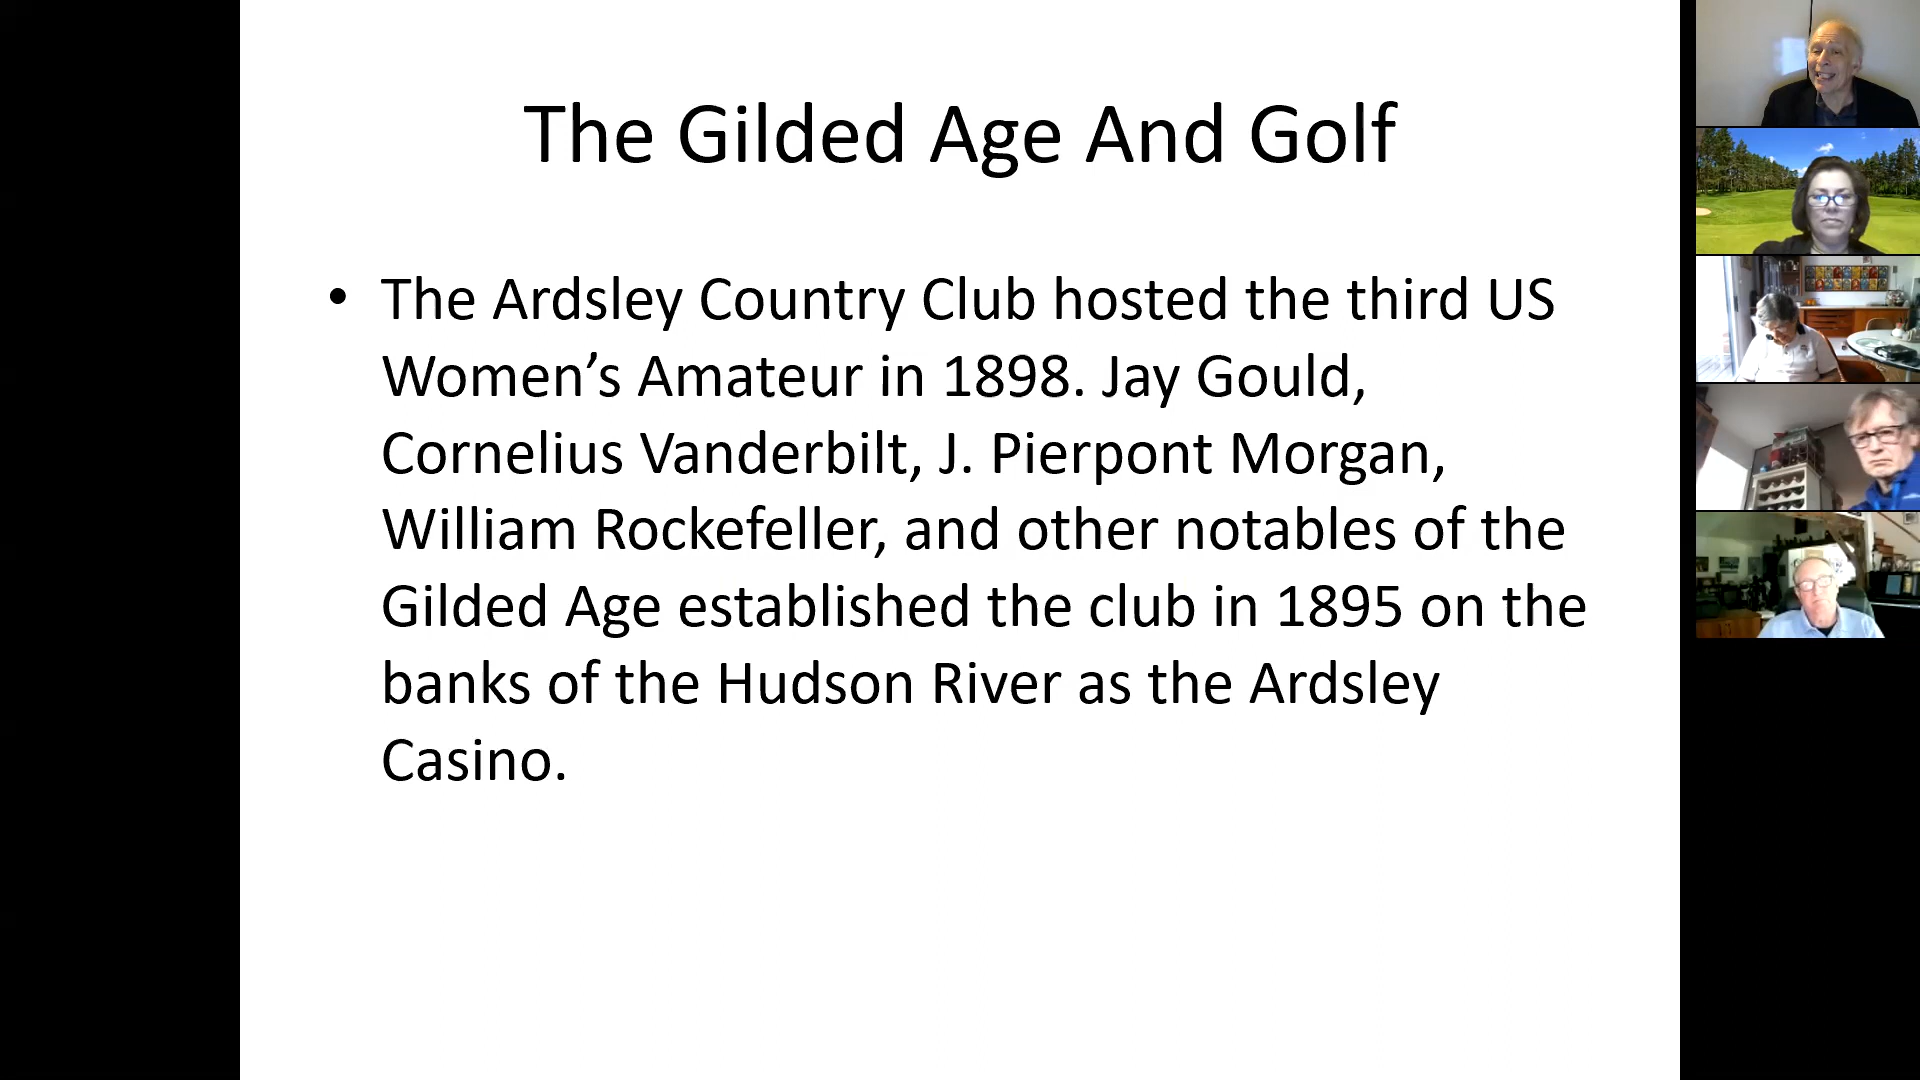 The Gilded Age And Golf
• The Ardsley Country Club hosted the third US
Women’s Amateur in 1898. Jay Gould,
Cornelius Vanderbilt, J. Pierpont Morgan,
William Rockefeller, and other notables of the
Gilded Age established the club in 1895 on the
banks of the Hudson River as the Ardsley
Casino.